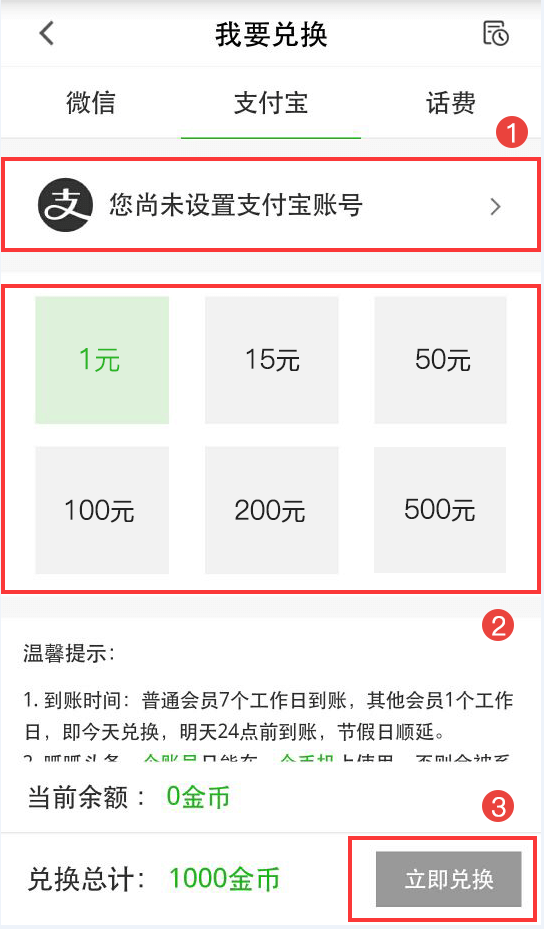 我要兑换
微信
支付宝
话费
1
支 您尚未设置支付宝账号
1元
15元
50元
100元
200元
500元
2
温馨提示：
1. 到账时间：普通会员7个工作日到账，其他会员1个工作
日，即今天兑换，明天24点前到账，节假日顺延。
当前余额： 0金币
3
兑换总计： 1000金币
立即兑换